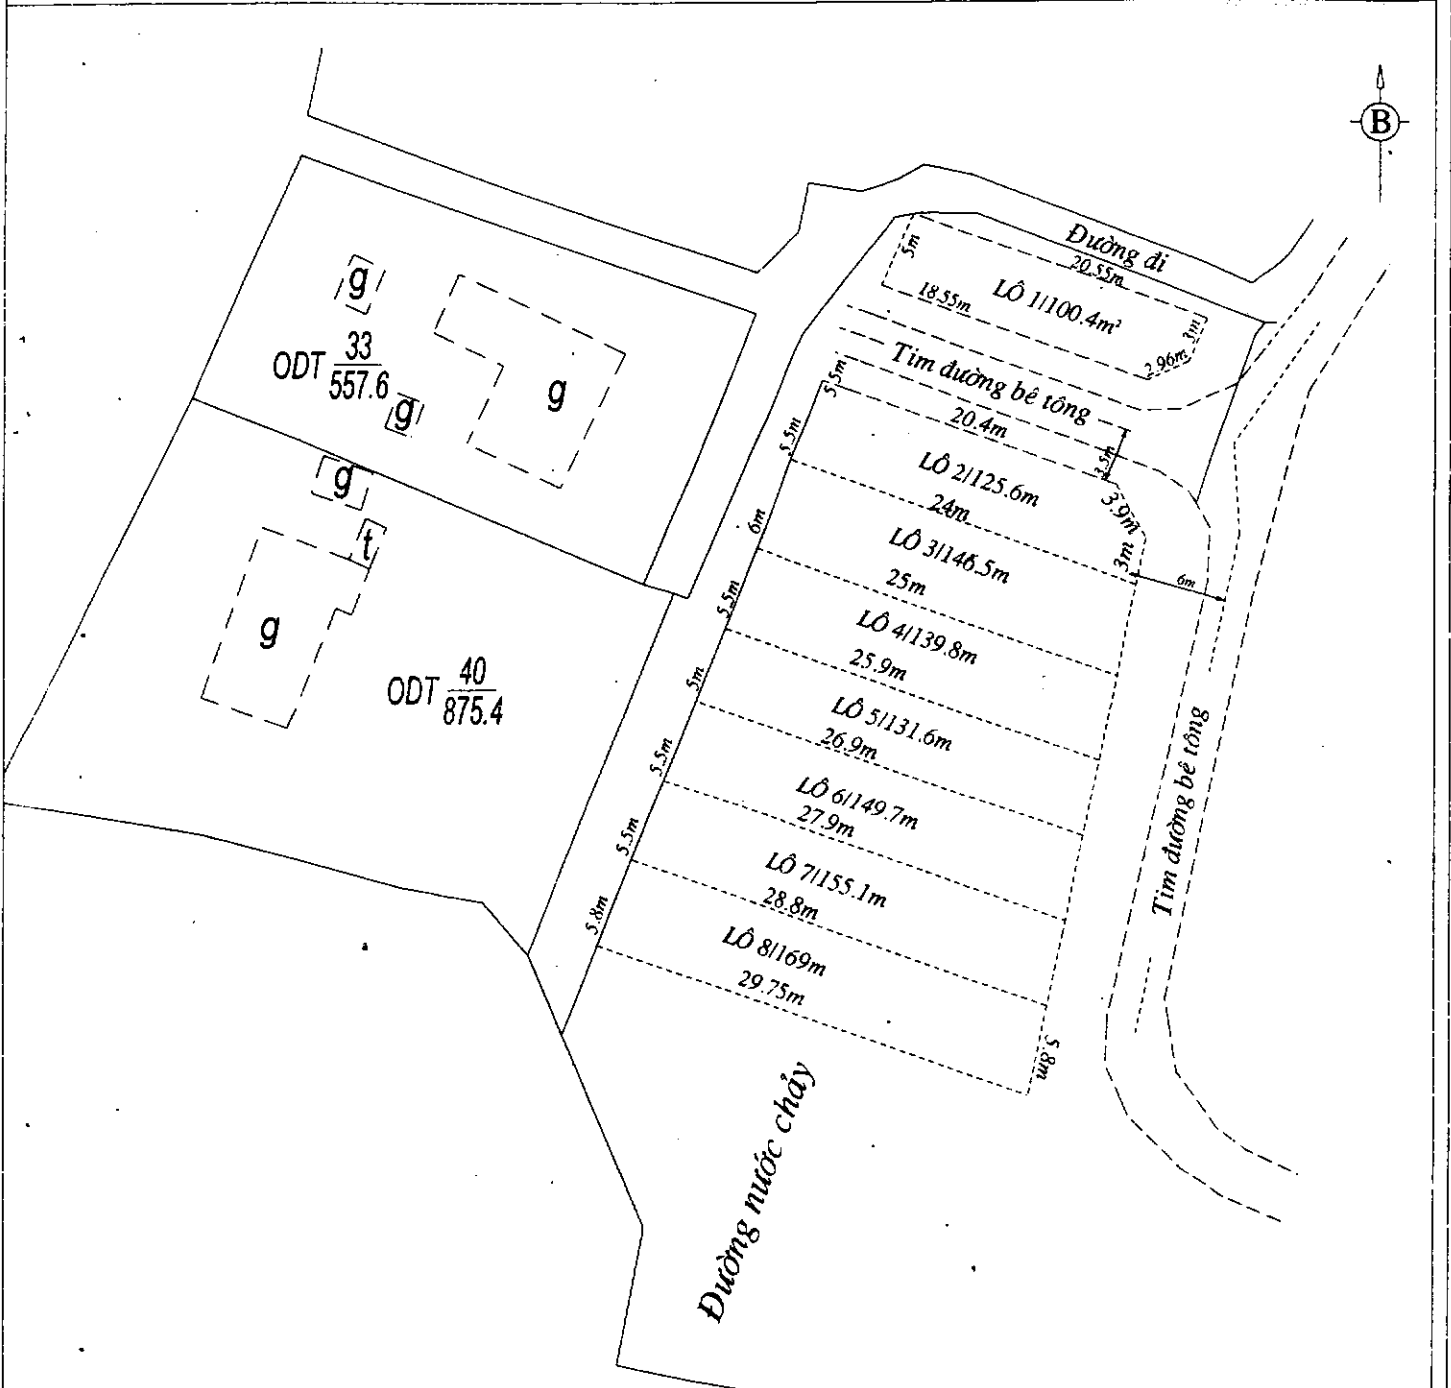 B
Đường đi
20.55m
5m
LÔ 1/100.4m²
18.55m
3m
2.96m
g
ODT 33
557.6
g
g
Tim đường bê tông
5.5m
20.4m
5.5m
LÔ 2/125.6m
3.5m
3.9m
24m
g
t
6m
LÔ 3/146.5m
3m
6m
25m
5.5m
g
LÔ 4/139.8m
25.9m
ODT 40
875.4
5m
LÔ 5/131.6m
26.9m
5.5m
LÔ 6/149.7m
27.9m
Tim đường bê tông
5.5m
LÔ 7/155.1m
28.8m
5.8m
LÔ 8/169m
29.75m
5.8m
Đường nước chảy